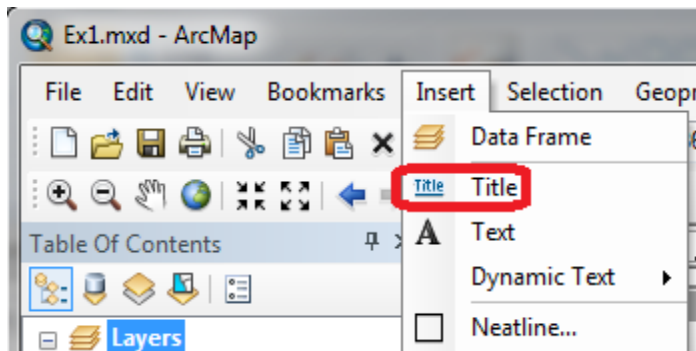 Ex1.mxd - ArcMap
File Edit View Bookmarks Insert Selection
Data Frame
Title Title
Table Of Contents
A Text
Dynamic Text
Layers
Neatline...